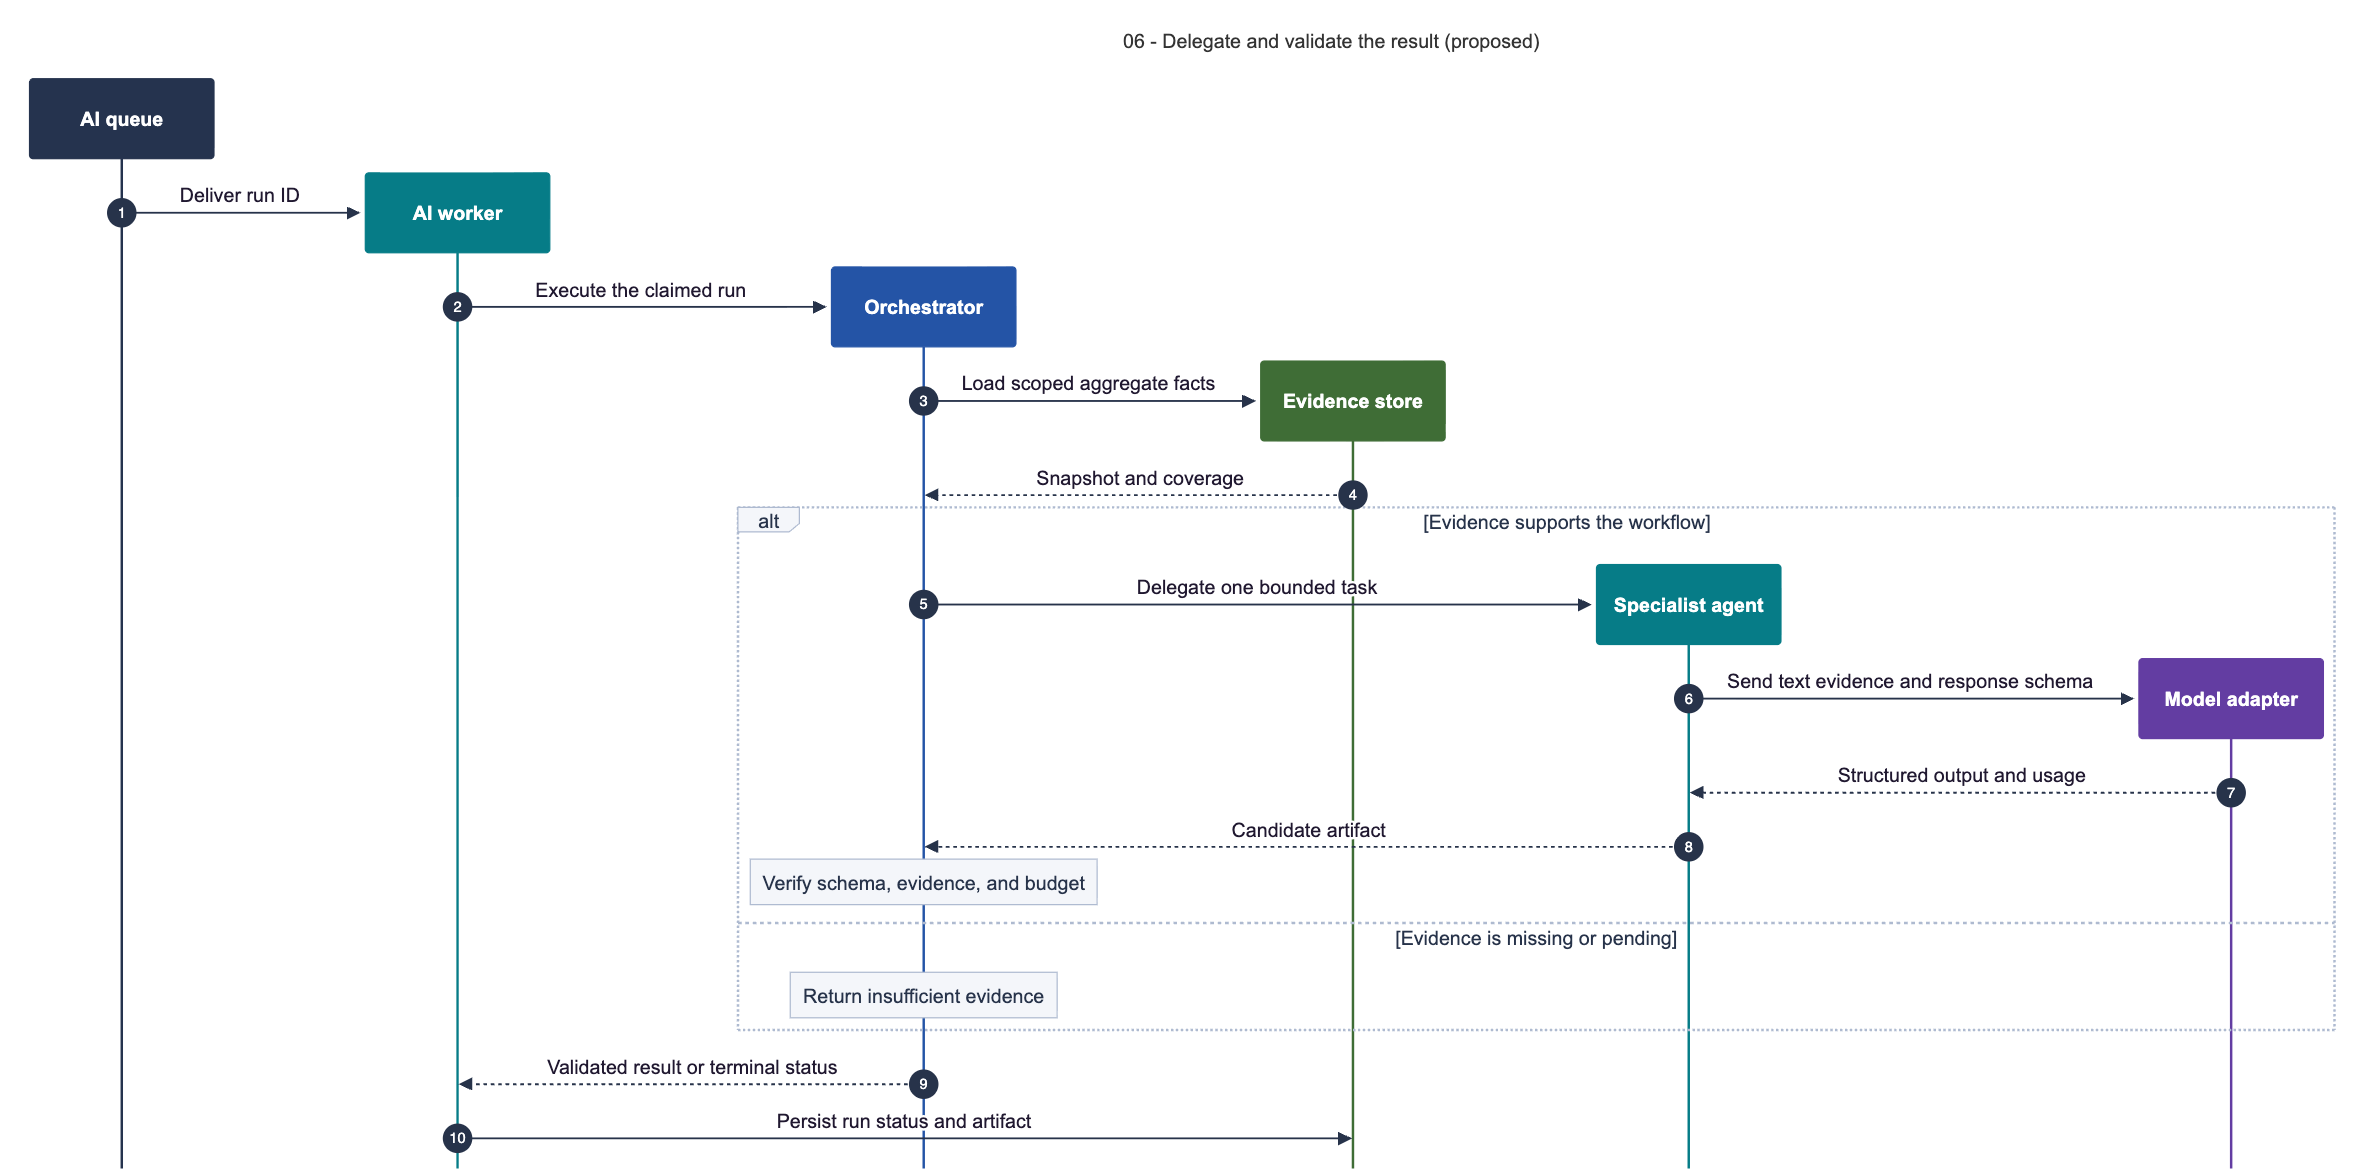 06 - Delegate and validate the result (proposed)
AI queue
Deliver run ID
1
AI worker
Execute the claimed run
2
Orchestrator
Load scoped aggregate facts
3
Evidence store
Snapshot and coverage
4
alt
[Evidence supports the workflow]
Delegate one bounded task
5
Specialist agent
Send text evidence and response schema
6
Model adapter
Structured output and usage
7
Candidate artifact
8
Verify schema, evidence, and budget
[Evidence is missing or pending]
Return insufficient evidence
Validated result or terminal status
9
Persist run status and artifact
10